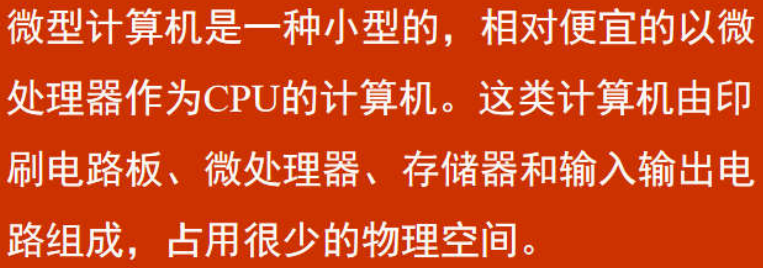 微型计算机是一种小型的，相对便宜的以微
处理器作为CPU的计算机。这类计算机由印
刷电路板、微处理器、存储器和输入输出电
路组成，占用很少的物理空间。